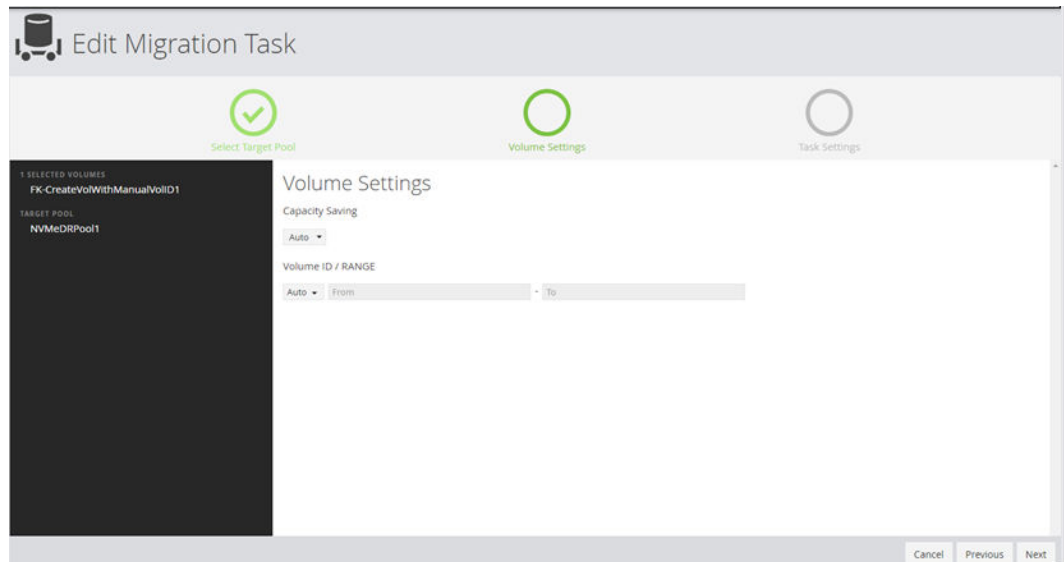 Edit Migration Task
Select Target Pool
Volume Settings
Task Settings
1 SELECTED VOLUMES
FK-CreateVolWithManualVolID1
TARGET POOL
NVMeDRPool1
Volume Settings
Capacity Saving
Auto
Volume ID / RANGE
Auto From - To
Cancel Previous Next